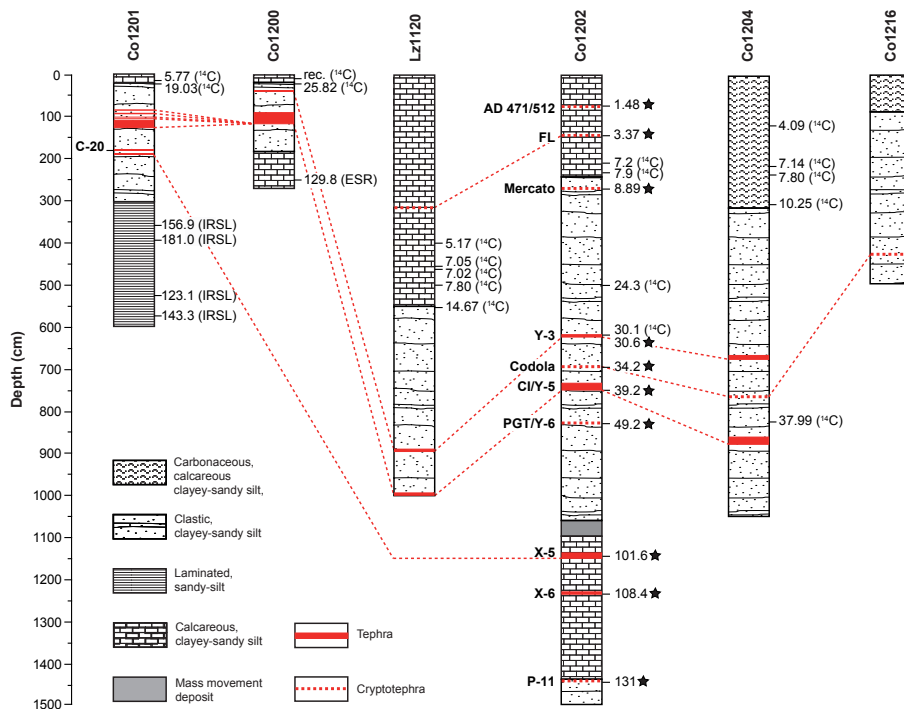 Co1201
Co1200
Lz1120
Co1202
Co1204
Co1216
Depth (cm)
0
100
200
300
400
500
600
700
800
900
1000
1100
1200
1300
1400
1500
5.77 (14C)
19.03(14C)
C-20
156.9 (IRSL)
181.0 (IRSL)
123.1 (IRSL)
143.3 (IRSL)
rec. (14C)
25.82 (14C)
129.8 (ESR)
5.17 (14C)
7.05 (14C)
7.02 (14C)
7.80 (14C)
14.67 (14C)
AD 471/512
FL
Mercato
Y-3
Codola
CI/Y-5
PGT/Y-6
X-5
X-6
P-11
1.48 ★
3.37 ★
7.2 (14C)
7.9 (14C)
8.89 ★
24.3 (14C)
30.1 (14C)
30.6 ★
34.2 ★
39.2 ★
49.2 ★
101.6 ★
108.4 ★
131 ★
4.09 (14C)
7.14 (14C)
7.80 (14C)
10.25 (14C)
37.99 (14C)
Carbonaceous,
calcareous
clayey-sandy silt,
Clastic,
clayey-sandy silt
Laminated,
sandy-silt
Calcareous,
clayey-sandy silt
Mass movement
deposit
Tephra
Cryptotephra